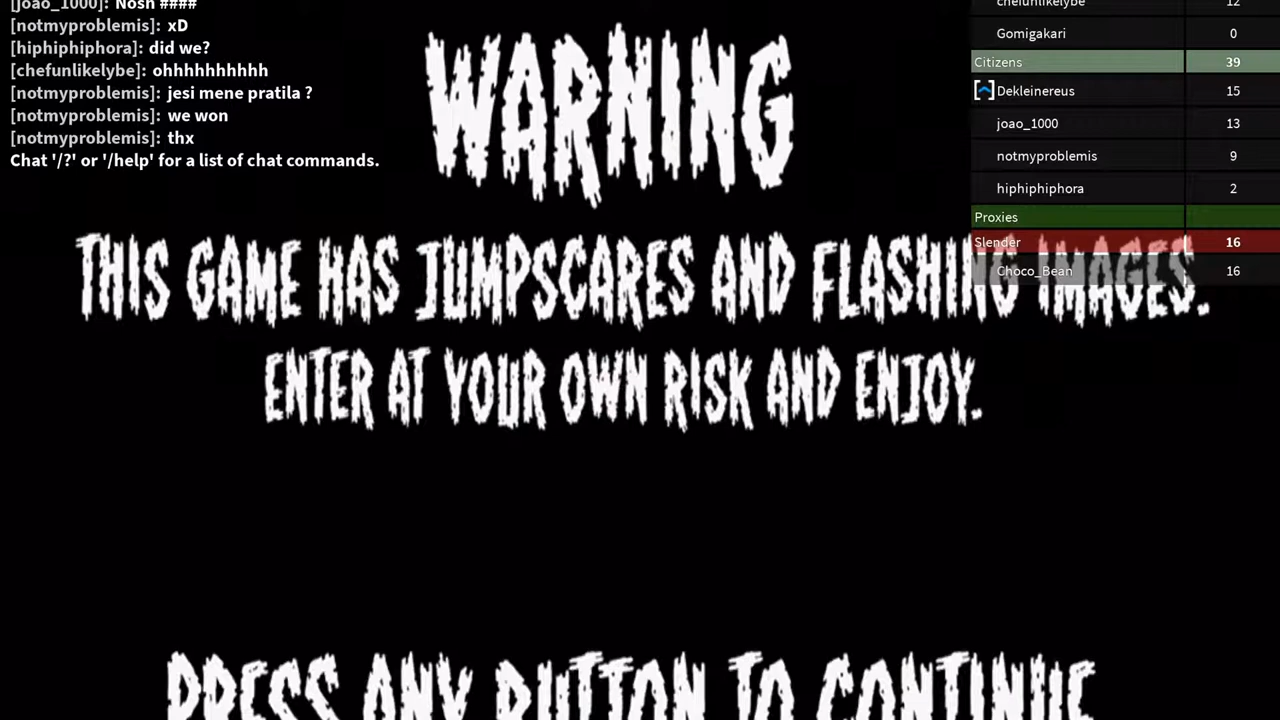 [joao_1000]: Nosh ####
[notmyproblemis]: xD
[hiphiphiphora]: did we?
[chefunlikelybe]: ohhhhhhhhhh
[notmyproblemis]: jesi mene pratila ?
[notmyproblemis]: we won
[notmyproblemis]: thx
Chat '/?' or '/help' for a list of chat commands.
chefunlikelybe 12
Gomigakari 0
Citizens 39
Dekleinereus 15
joao_1000 13
notmyproblemis 9
hiphiphiphora 2
Proxies
Slender 16
Choco_Bean 16
WARNING
THIS GAME HAS JUMPSCARES AND FLASHING IMAGES.
ENTER AT YOUR OWN RISK AND ENJOY.
PRESS ANY BUTTON TO CONTINUE